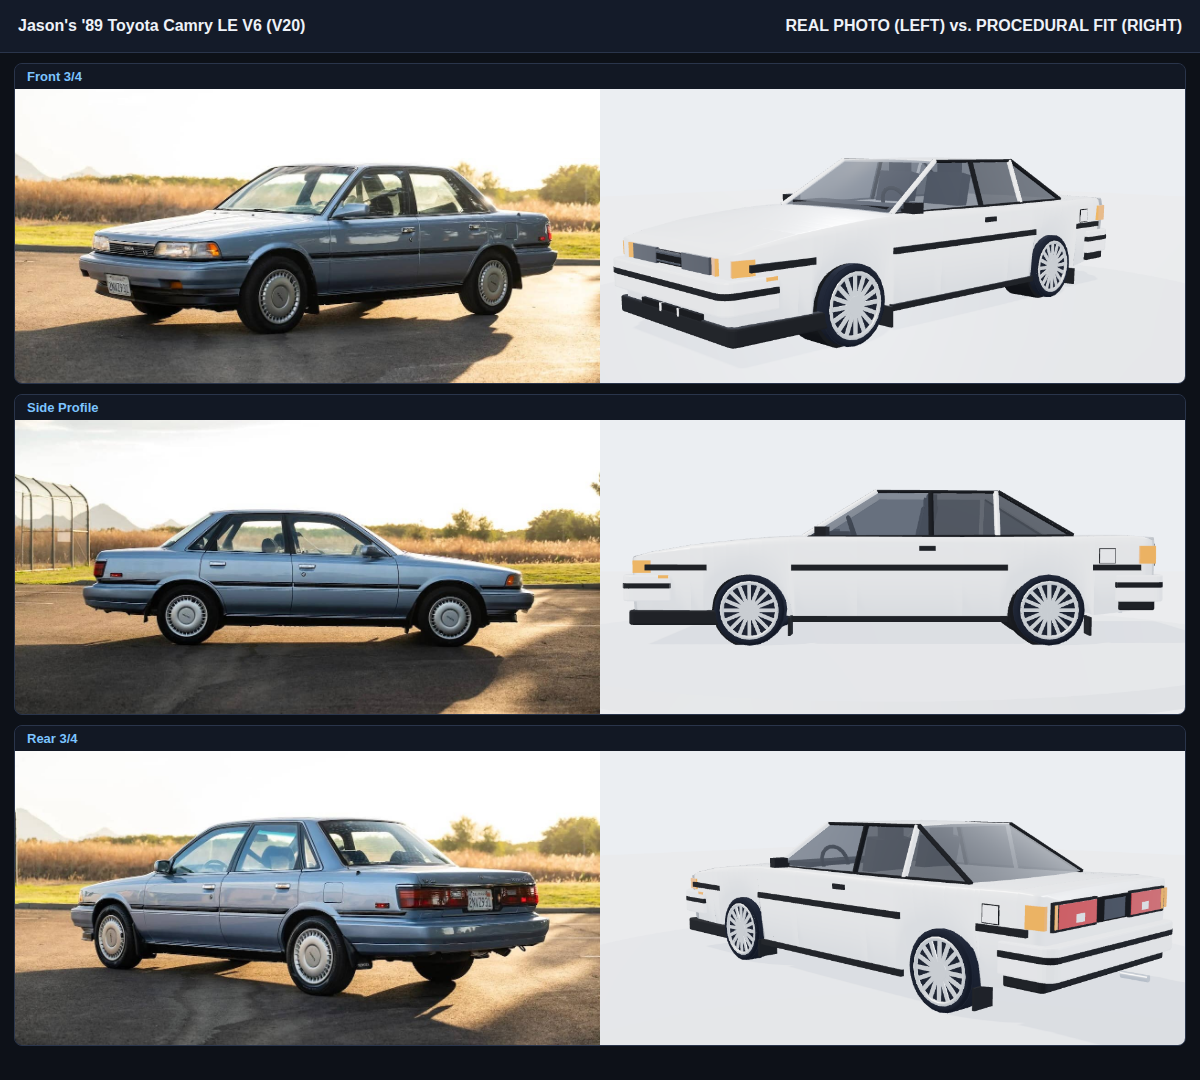 Jason's '89 Toyota Camry LE V6 (V20)
REAL PHOTO (LEFT) vs. PROCEDURAL FIT (RIGHT)
Front 3/4
Side Profile
Rear 3/4